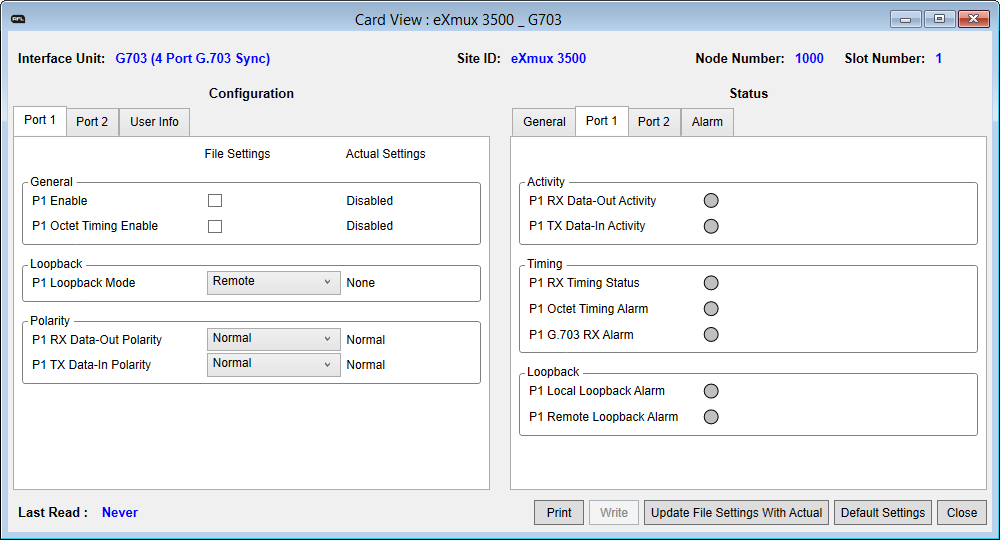 RFL
Card View : eXmux 3500 _ G703
Interface Unit: G703 (4 Port G.703 Sync) Site ID: eXmux 3500 Node Number: 1000 Slot Number: 1
Configuration
Port 1 Port 2 User Info
File Settings Actual Settings
General
P1 Enable Disabled
P1 Octet Timing Enable Disabled
Loopback
P1 Loopback Mode Remote None
Polarity
P1 RX Data-Out Polarity Normal Normal
P1 TX Data-In Polarity Normal Normal
Status
General Port 1 Port 2 Alarm
Activity
P1 RX Data-Out Activity
P1 TX Data-In Activity
Timing
P1 RX Timing Status
P1 Octet Timing Alarm
P1 G.703 RX Alarm
Loopback
P1 Local Loopback Alarm
P1 Remote Loopback Alarm
Last Read : Never Print Write Update File Settings With Actual Default Settings Close